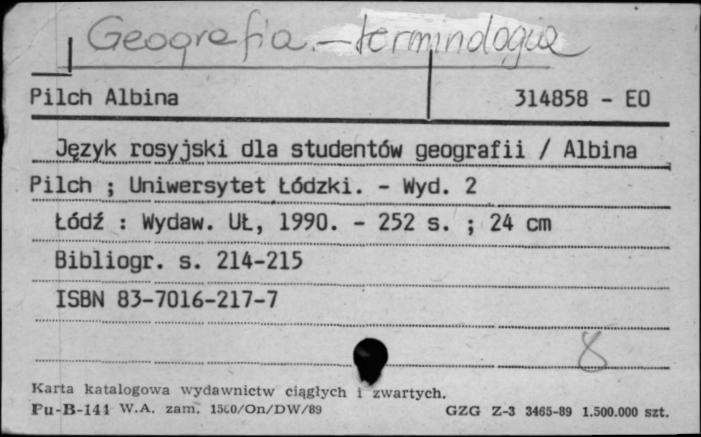 Geografia - terminologia
Pilch Albina 314858 - EO
Język rosyjski dla studentów geografii / Albina
Pilch ; Uniwersytet Łódzki. - Wyd. 2
Łódź : Wydaw. UŁ, 1990. - 252 s. ; 24 cm
Bibliogr. s. 214-215
ISBN 83-7016-217-7
8
Karta katalogowa wydawnictw ciągłych i zwartych.
Pu-B-141 W.A. zam. 1500/On/DW/89 GZG Z-3 3465-89 1.500.000 szt.